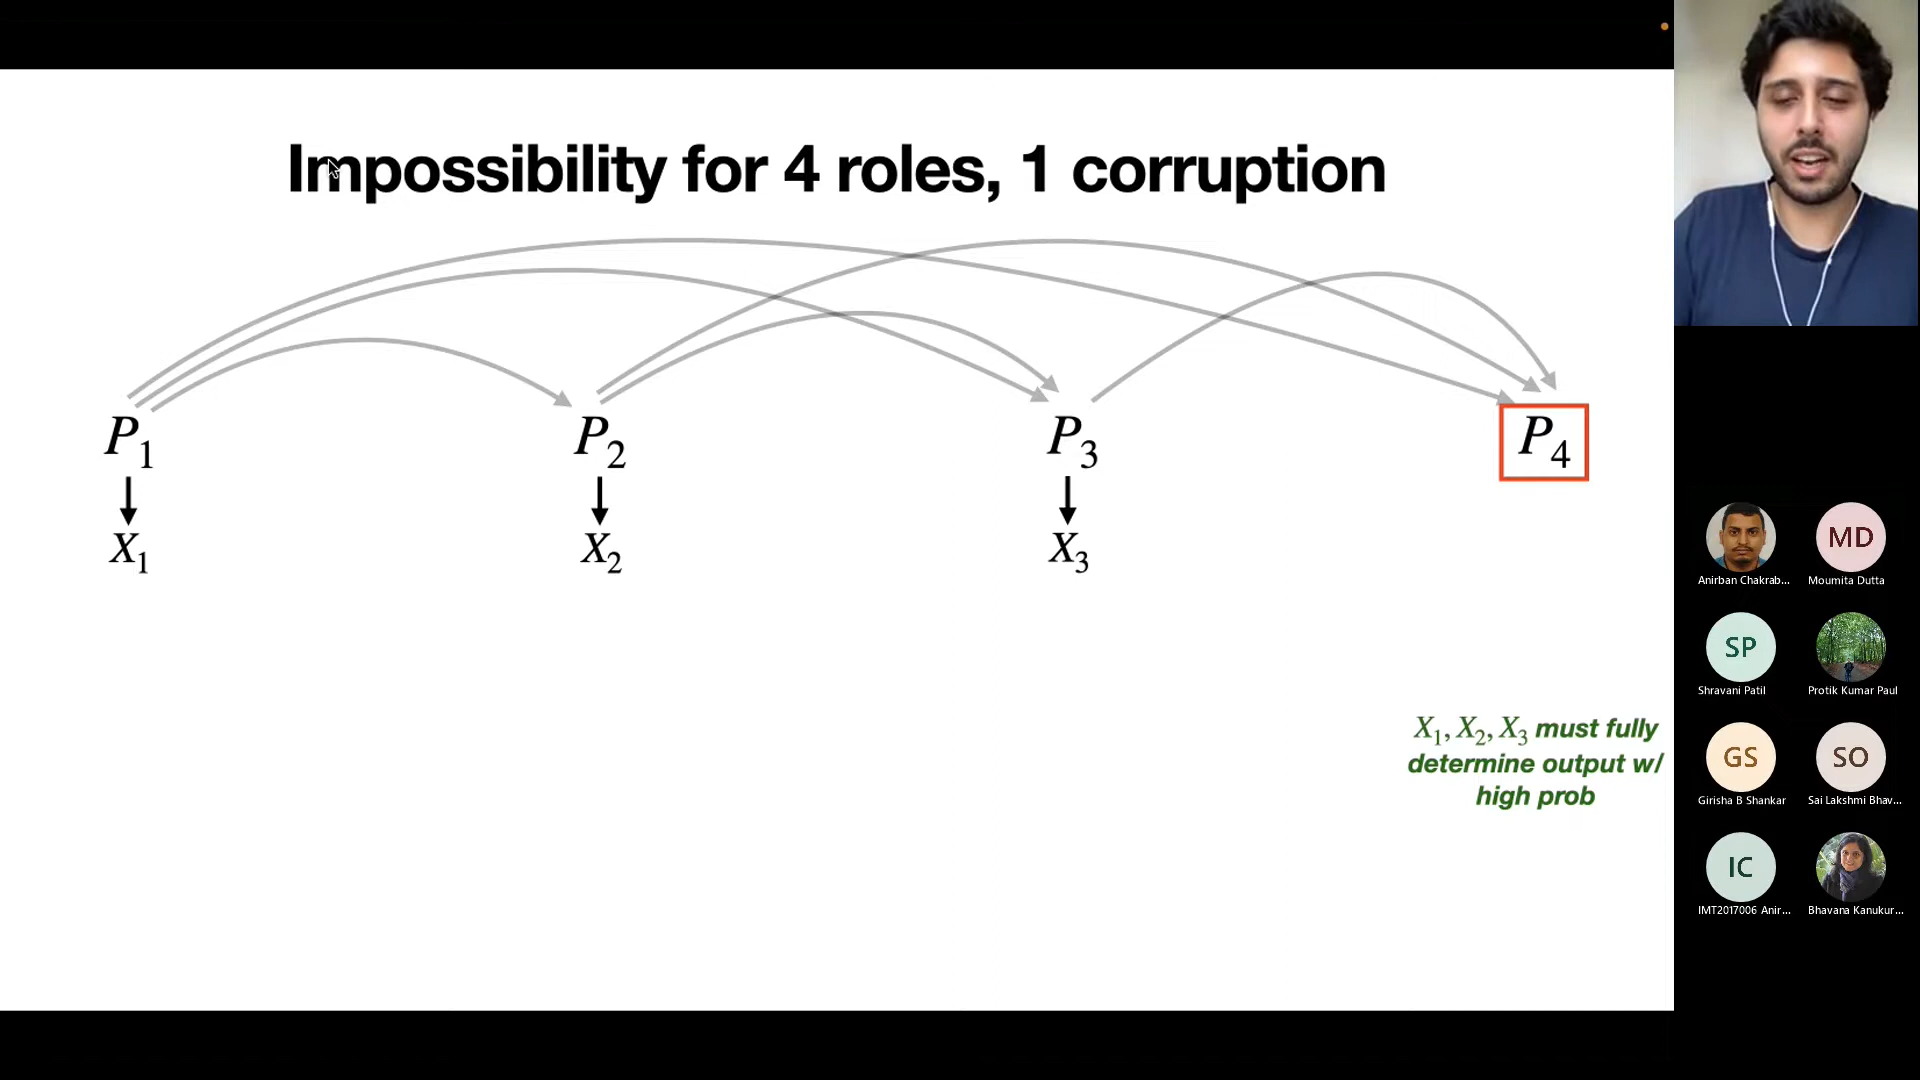 Impossibility for 4 roles, 1 corruption
P1 P2 P3 P4
X1 X2 X3
X1, X2, X3 must fully
determine output w/
high prob
Anirban Chakrab...
MD
Moumita Dutta
SP
Shravani Patil
Protik Kumar Paul
GS
Girisha B Shankar
SO
Sai Lakshmi Bhav...
IC
IMT2017006 Anir...
Bhavana Kanukur...